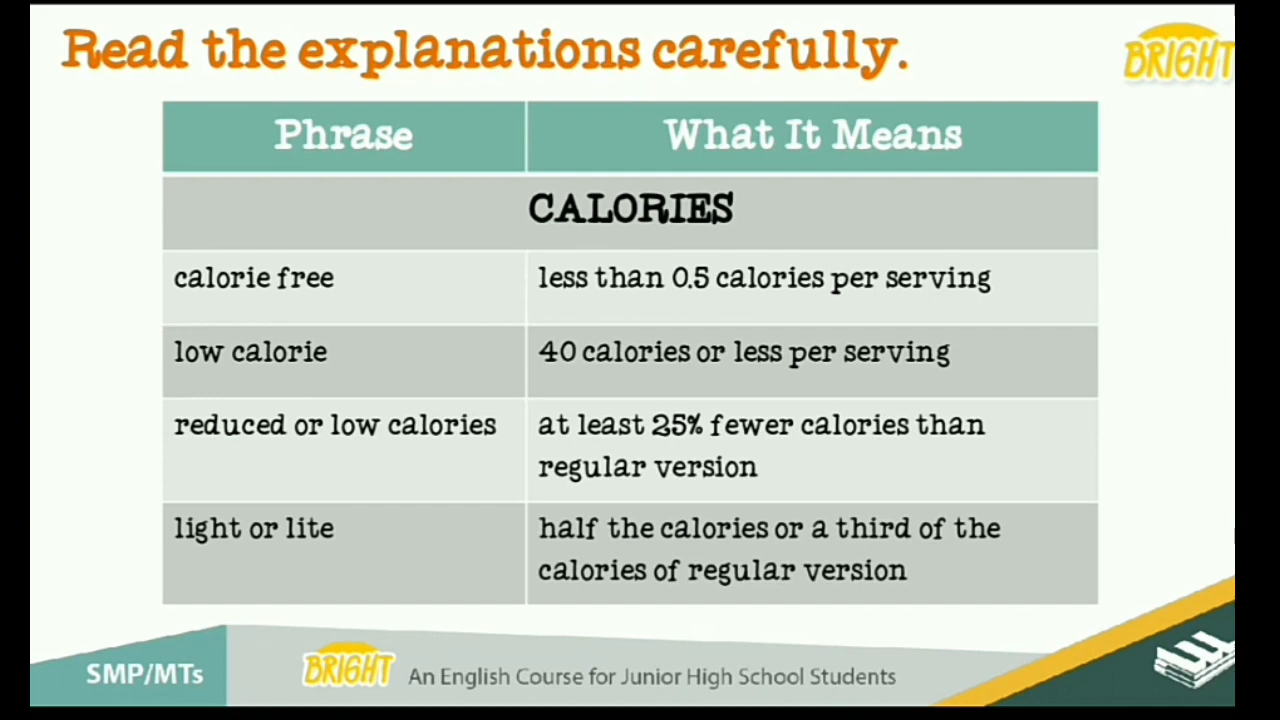 Read the explanations carefully.
BRIGHT
Phrase
What It Means
CALORIES
calorie free
less than 0.5 calories per serving
low calorie
40 calories or less per serving
reduced or low calories
at least 25% fewer calories than
regular version
light or lite
half the calories or a third of the
calories of regular version
SMP/MTs
BRIGHT
An English Course for Junior High School Students